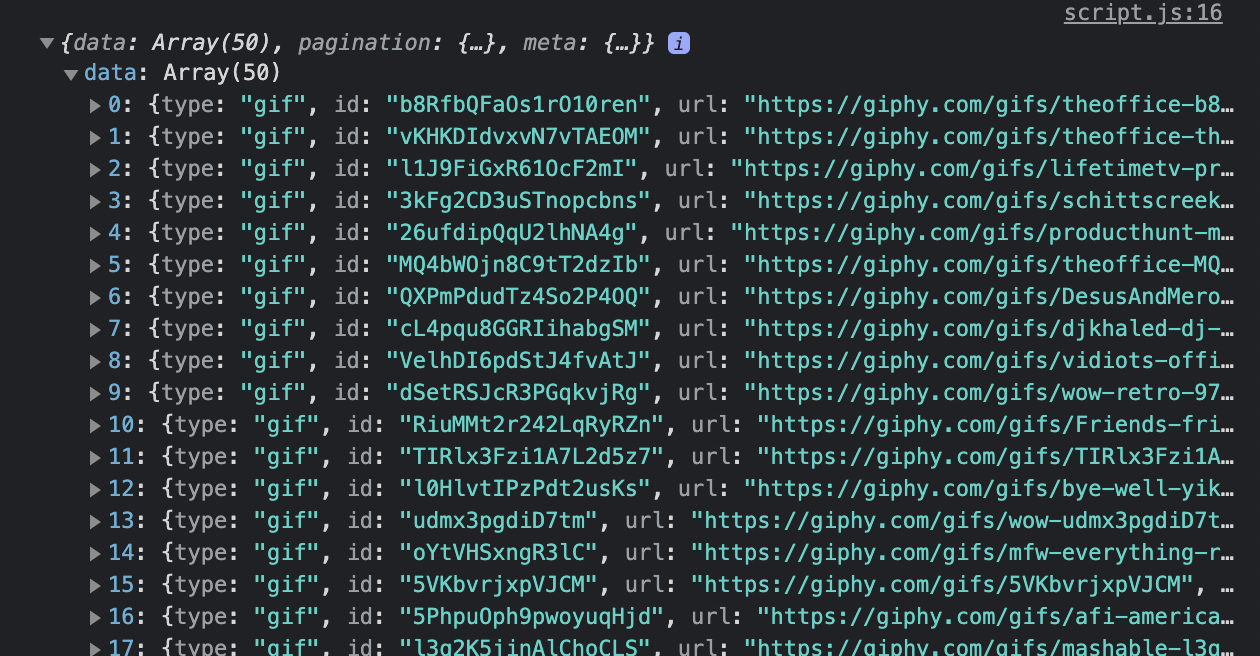 script.js:16
{data: Array(50), pagination: {…}, meta: {…}} i
data: Array(50)
0: {type: "gif", id: "b8RfbQFaOs1rO10ren", url: "https://giphy.com/gifs/theoffice-b8…
1: {type: "gif", id: "vKHKDIdvxvN7vTAEOM", url: "https://giphy.com/gifs/theoffice-th…
2: {type: "gif", id: "l1J9FiGxR61OcF2mI", url: "https://giphy.com/gifs/lifetimetv-pr…
3: {type: "gif", id: "3kFg2CD3uSTnopcbns", url: "https://giphy.com/gifs/schittscreek…
4: {type: "gif", id: "26ufdipQqU2lhNA4g", url: "https://giphy.com/gifs/producthunt-m…
5: {type: "gif", id: "MQ4bWOjn8C9tT2dzIb", url: "https://giphy.com/gifs/theoffice-MQ…
6: {type: "gif", id: "QXPmPdudTz4So2P4OQ", url: "https://giphy.com/gifs/DesusAndMero…
7: {type: "gif", id: "cL4pqu8GGRIihabgSM", url: "https://giphy.com/gifs/djkhaled-dj-…
8: {type: "gif", id: "VelhDI6pdStJ4fvAtJ", url: "https://giphy.com/gifs/vidiots-offi…
9: {type: "gif", id: "dSetRSJcR3PGqkvjRg", url: "https://giphy.com/gifs/wow-retro-97…
10: {type: "gif", id: "RiuMMt2r242LqRyRZn", url: "https://giphy.com/gifs/Friends-fri…
11: {type: "gif", id: "TIRlx3Fzi1A7L2d5z7", url: "https://giphy.com/gifs/TIRlx3Fzi1A…
12: {type: "gif", id: "l0HlvtIPzPdt2usKs", url: "https://giphy.com/gifs/bye-well-yik…
13: {type: "gif", id: "udmx3pgdiD7tm", url: "https://giphy.com/gifs/wow-udmx3pgdiD7t…
14: {type: "gif", id: "oYtVHSxngR3lC", url: "https://giphy.com/gifs/mfw-everything-r…
15: {type: "gif", id: "5VKbvrjxpVJCM", url: "https://giphy.com/gifs/5VKbvrjxpVJCM", …
16: {type: "gif", id: "5PhpuOph9pwoyuqHjd", url: "https://giphy.com/gifs/afi-america…
17: {type: "gif", id: "l3q2K5jinAlChoCLS", url: "https://giphy.com/gifs/mashable-l3q…